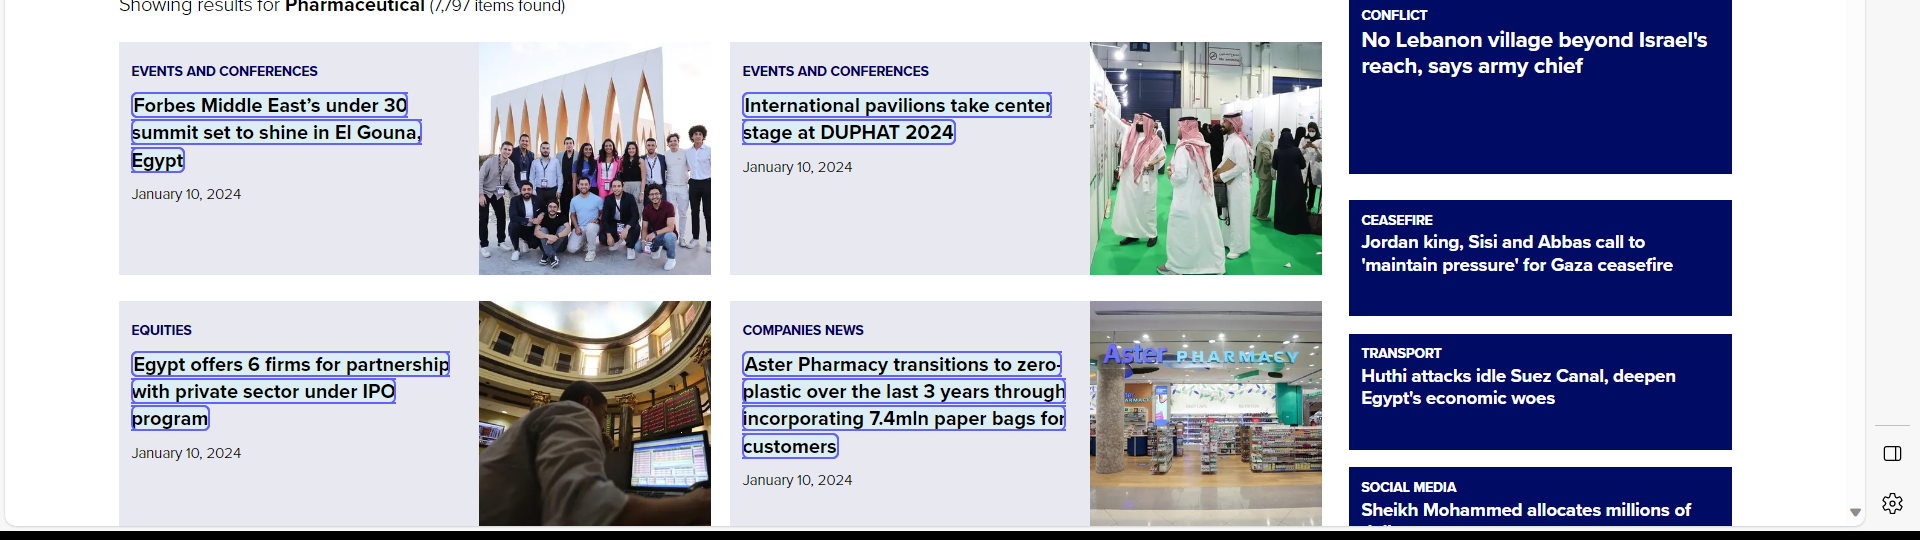 Showing results for Pharmaceutical (7,797 items found)
EVENTS AND CONFERENCES
Forbes Middle East's under 30
summit set to shine in El Gouna,
Egypt
January 10, 2024
EVENTS AND CONFERENCES
International pavilions take center
stage at DUPHAT 2024
January 10, 2024
EQUITIES
Egypt offers 6 firms for partnership
with private sector under IPO
program
January 10, 2024
COMPANIES NEWS
Aster Pharmacy transitions to zero-
plastic over the last 3 years through
incorporating 7.4mln paper bags for
customers
January 10, 2024
Aster PHARMACY
CONFLICT
No Lebanon village beyond Israel's
reach, says army chief
CEASEFIRE
Jordan king, Sisi and Abbas call to
'maintain pressure' for Gaza ceasefire
TRANSPORT
Huthi attacks idle Suez Canal, deepen
Egypt's economic woes
SOCIAL MEDIA
Sheikh Mohammed allocates millions of